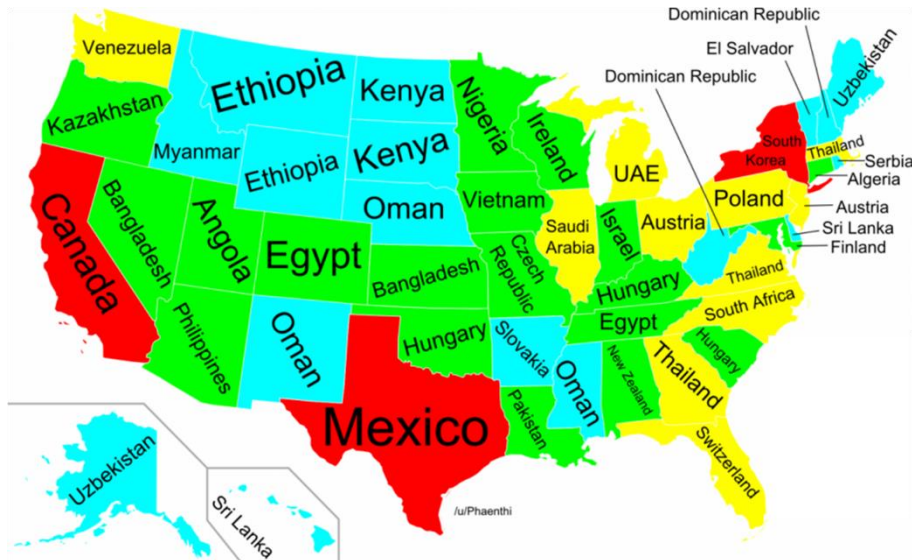 Dominican Republic
El Salvador
Dominican Republic
Uzbekistan
Venezuela
Kazakhstan
Ethiopia
Kenya
Nigeria
Ireland
Myanmar
Ethiopia
Kenya
South
Korea
Thailand
Serbia
Algeria
UAE
Canada
Bangladesh
Angola
Oman
Vietnam
Saudi
Arabia
Israel
Austria
Poland
Austria
Sri Lanka
Finland
Egypt
Bangladesh
Czech
Republic
Hungary
Thailand
South Africa
Philippines
Oman
Hungary
Slovakia
Egypt
Hungary
Mexico
Pakistan
Oman
New Zealand
Thailand
Switzerland
Uzbekistan
Sri Lanka
/u/Phaenthi